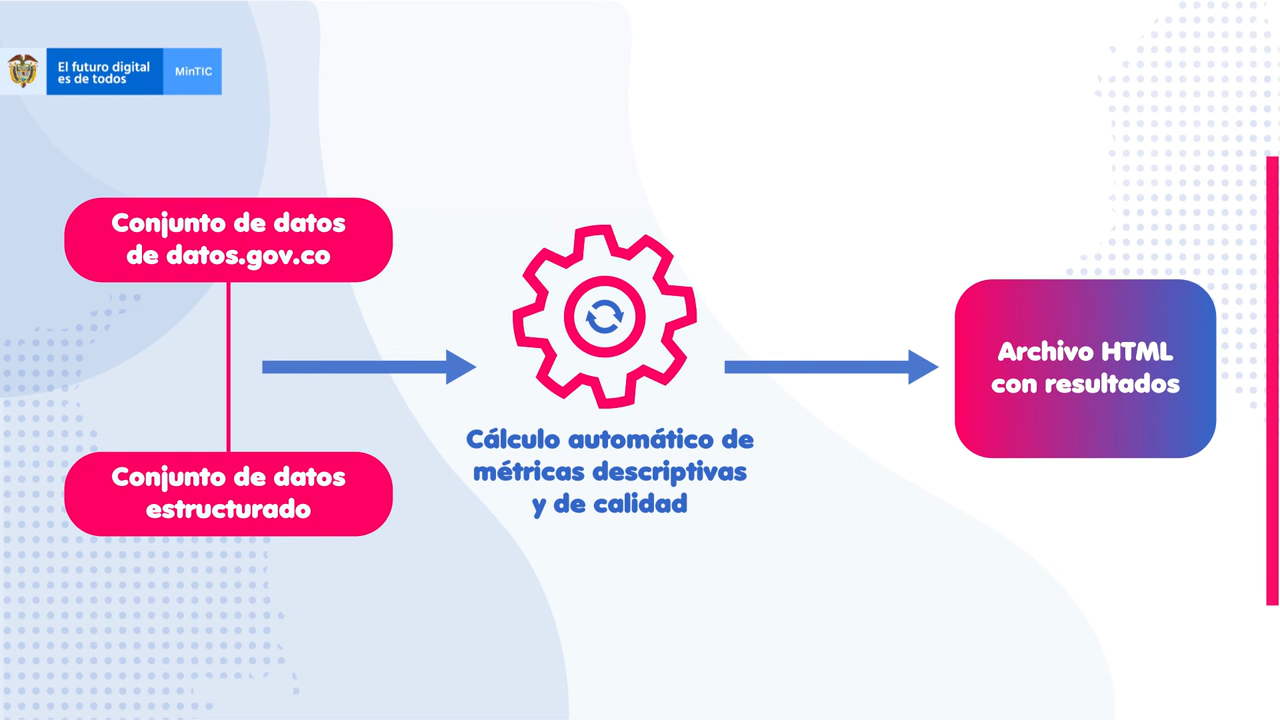 El futuro digital
es de todos
MinTIC
Conjunto de datos
de datos.gov.co
Conjunto de datos
estructurado
Cálculo automático de
métricas descriptivas
y de calidad
Archivo HTML
con resultados